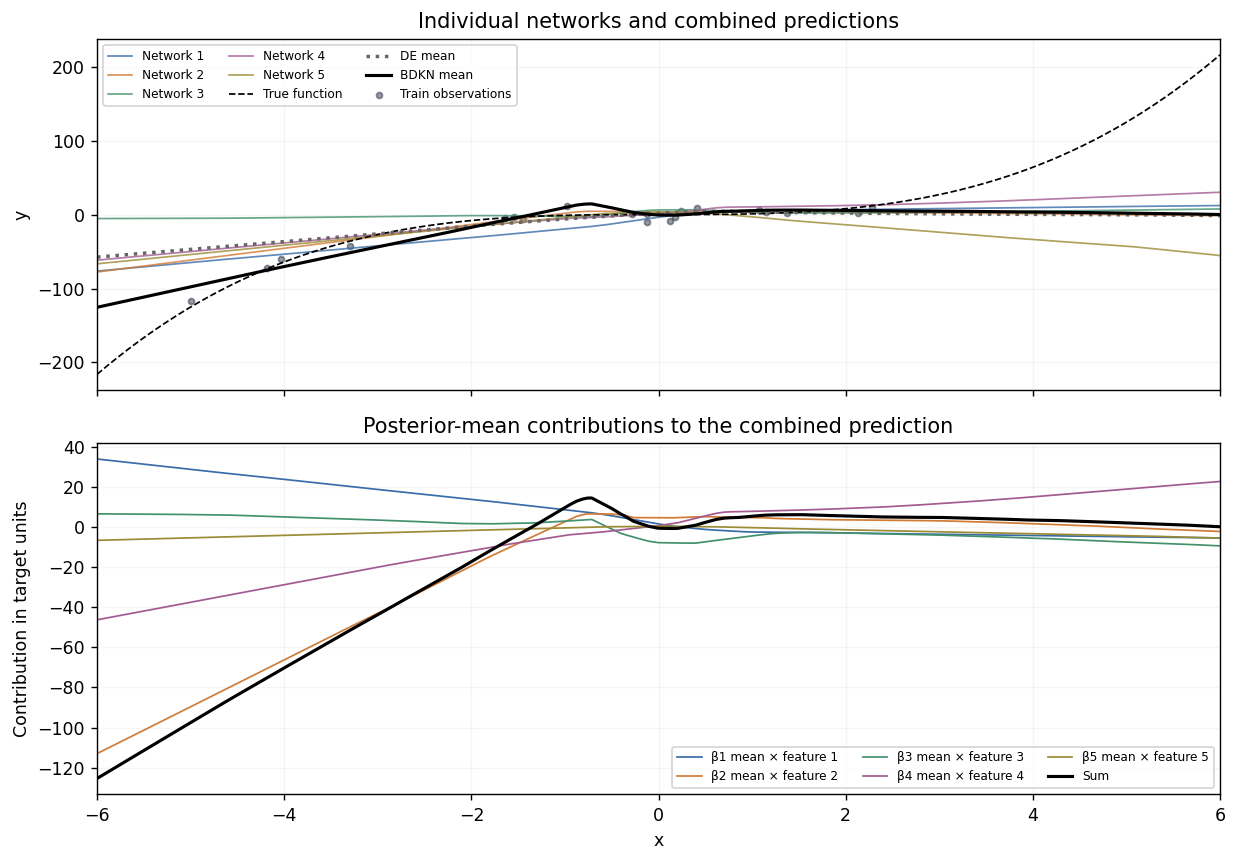 Individual networks and combined predictions
Network 1
Network 2
Network 3
Network 4
Network 5
True function
DE mean
BDKN mean
Train observations
200
100
0
−100
−200
y
Posterior-mean contributions to the combined prediction
40
20
0
−20
−40
−60
−80
−100
−120
Contribution in target units
β1 mean × feature 1
β2 mean × feature 2
β3 mean × feature 3
β4 mean × feature 4
β5 mean × feature 5
Sum
−6
−4
−2
0
2
4
6
x